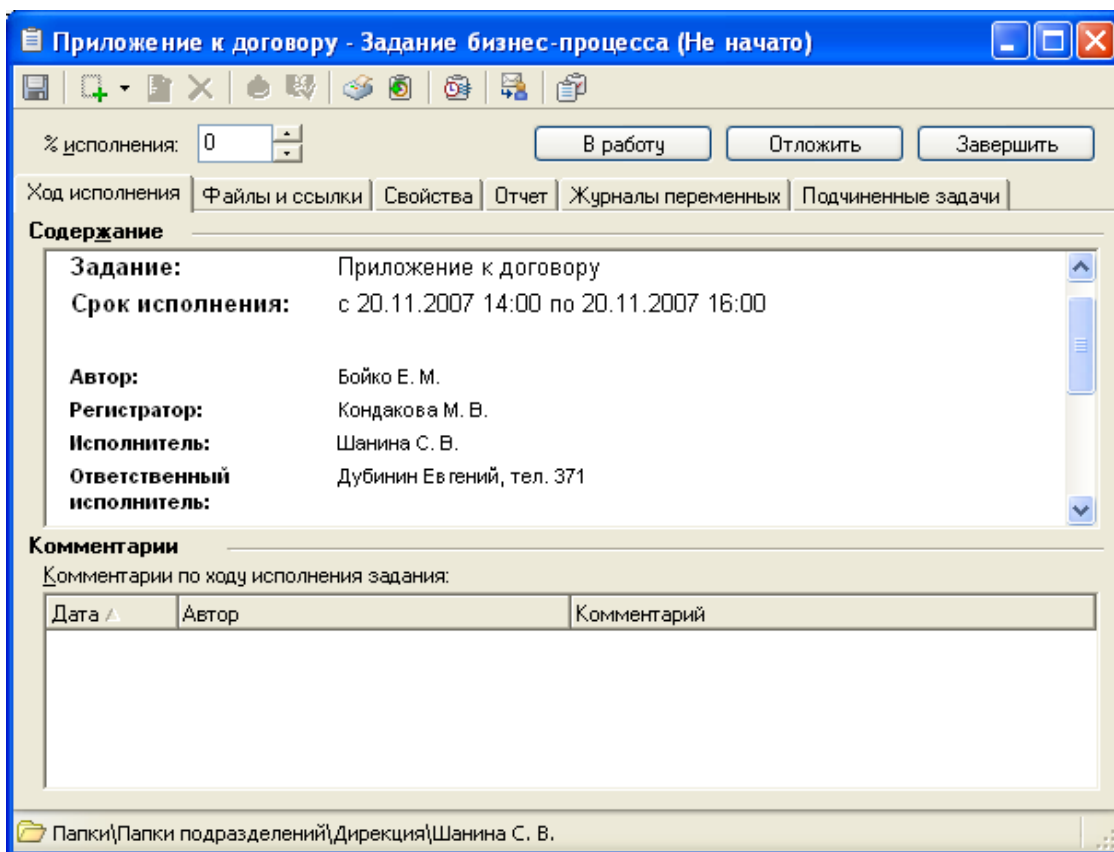 Приложение к договору - Задание бизнес-процесса (Не начато)
% исполнения: 0 В работу Отложить Завершить
Ход исполнения Файлы и ссылки Свойства Отчет Журналы переменных Подчиненные задачи
Содержание
Задание: Приложение к договору
Срок исполнения: с 20.11.2007 14:00 по 20.11.2007 16:00
Автор: Бойко Е. М.
Регистратор: Кондакова М. В.
Исполнитель: Шанина С. В.
Ответственный Дубинин Евгений, тел. 371
исполнитель:
Комментарии
Комментарии по ходу исполнения задания:
Дата Автор Комментарий
Папки\Папки подразделений\Дирекция\Шанина С. В.